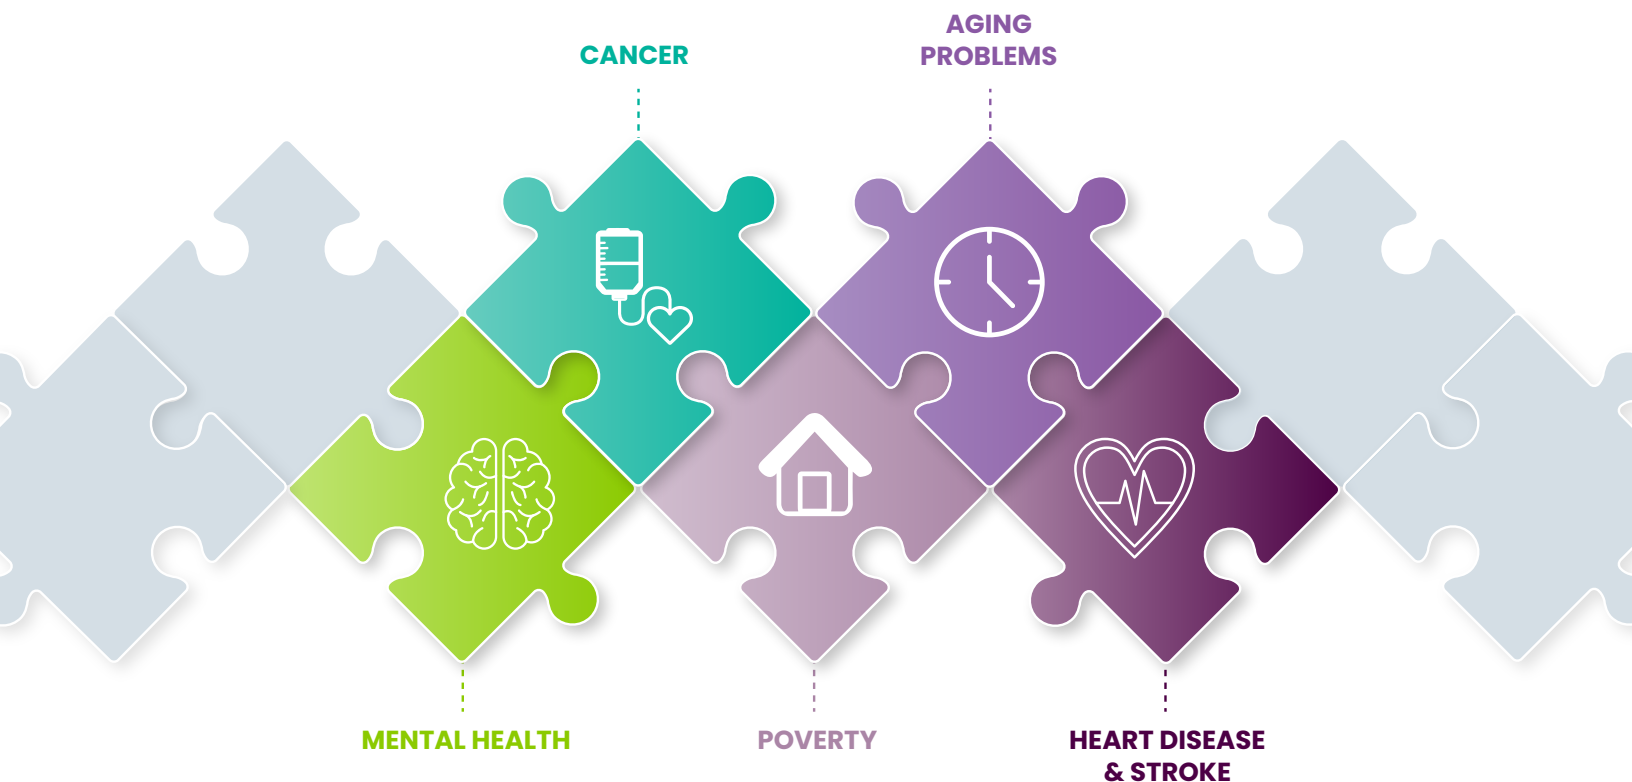 CANCER
AGING
PROBLEMS
MENTAL HEALTH
POVERTY
HEART DISEASE
& STROKE